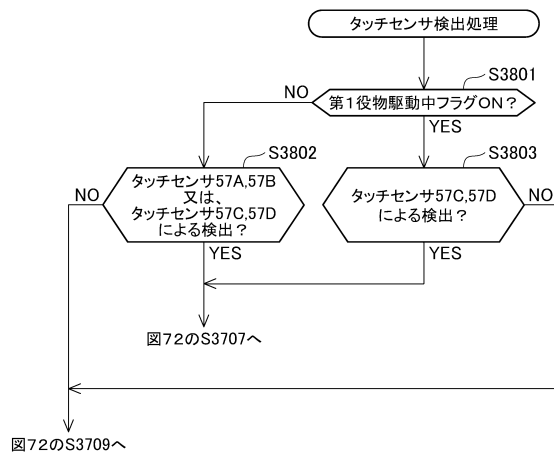 タッチセンサ検出処理
S3801
第1役物駆動中フラグON？
NO
YES
S3802
タッチセンサ57A,57B
又は、
タッチセンサ57C,57D
による検出？
NO
YES
S3803
タッチセンサ57C,57D
による検出？
NO
YES
図72のS3707へ
図72のS3709へ